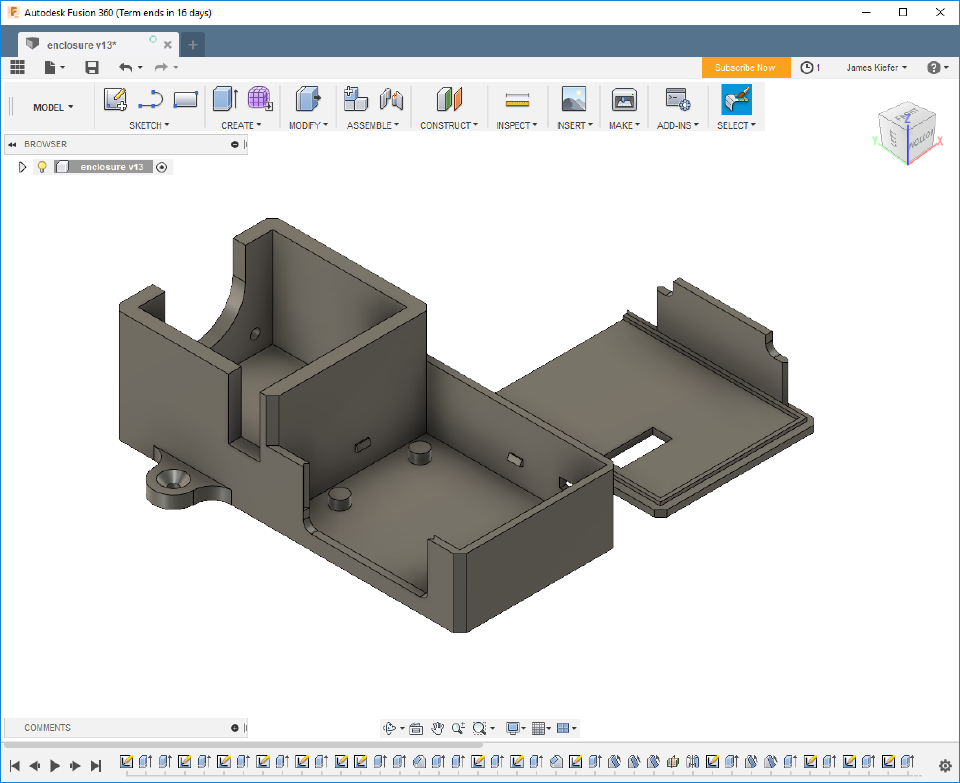 Autodesk Fusion 360 (Term ends in 16 days)
enclosure v13*
Subscribe Now 1 James Kiefer
MODEL
SKETCH CREATE MODIFY ASSEMBLE CONSTRUCT INSPECT INSERT MAKE ADD-INS SELECT
BROWSER
enclosure v13
Z
Y X
COMMENTS